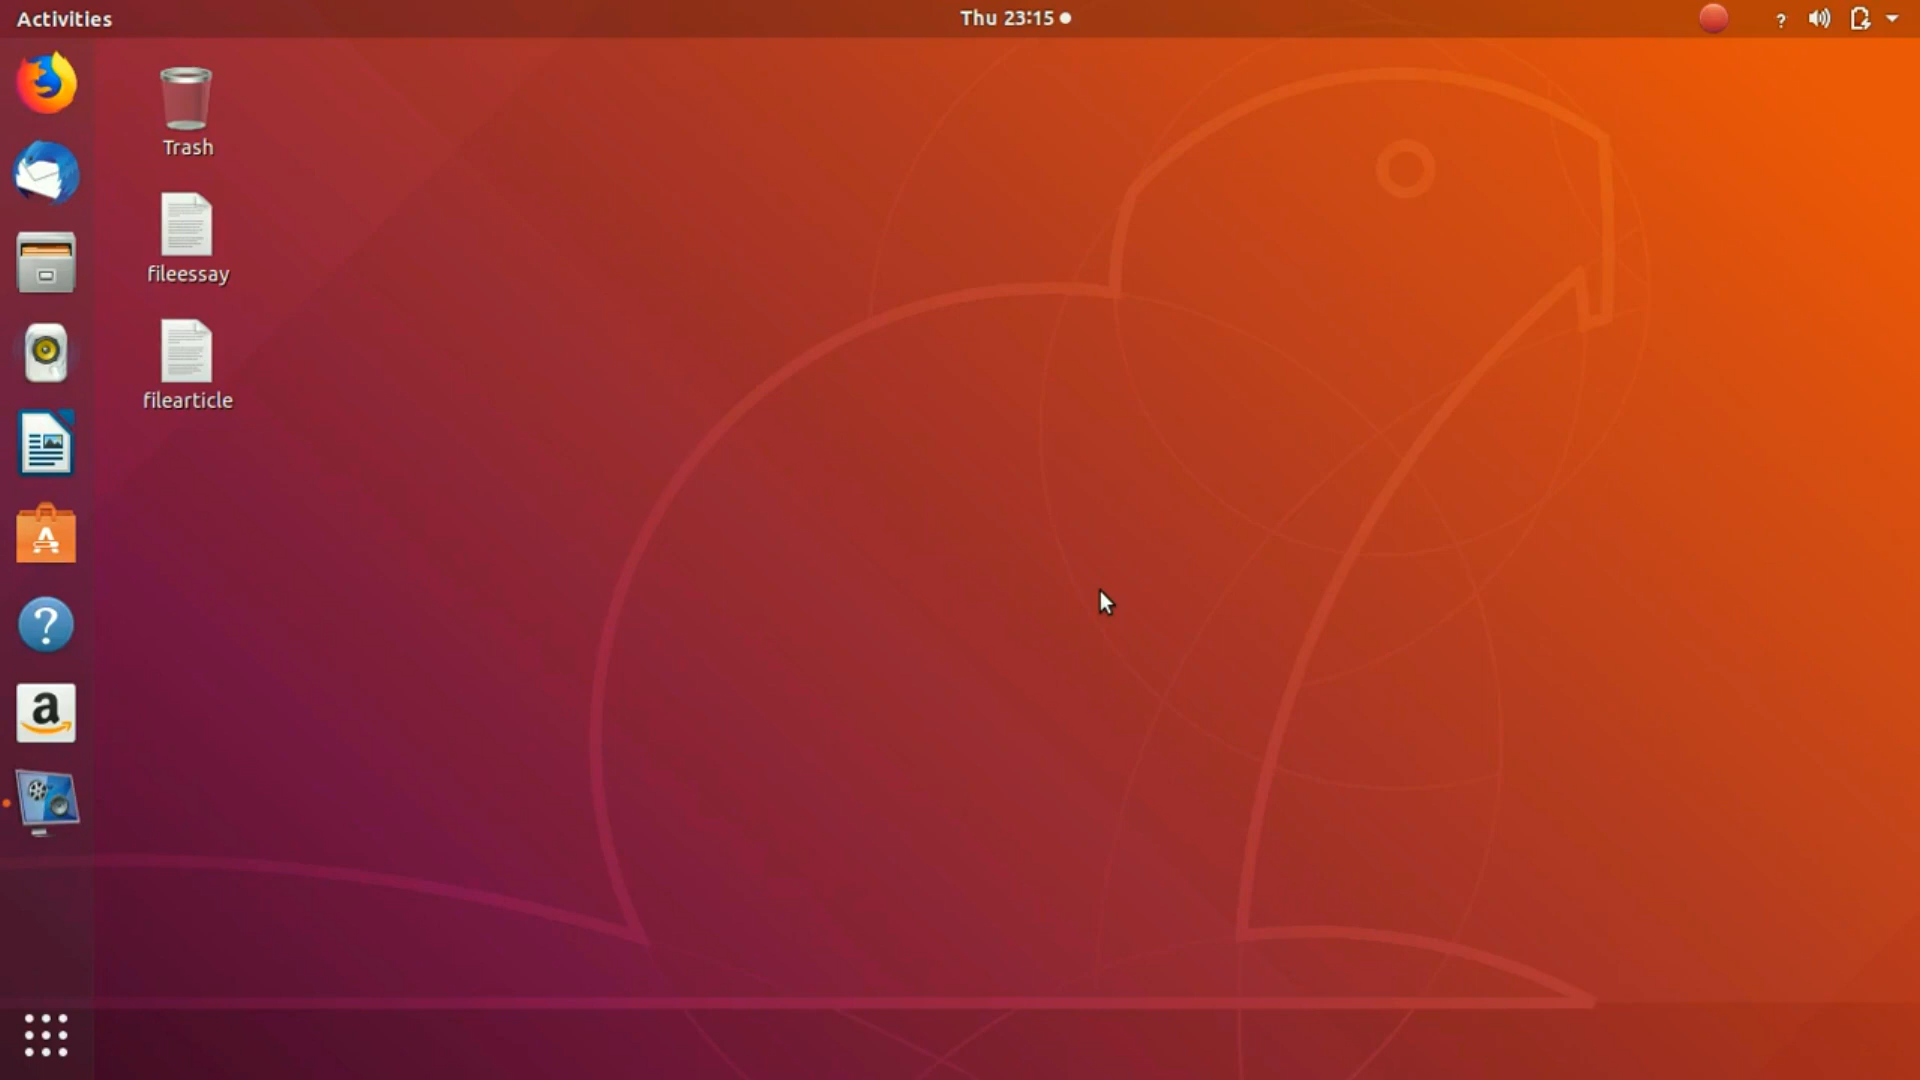 Activities
Thu 23:15
?
Trash
fileessay
filearticle
A
?
a